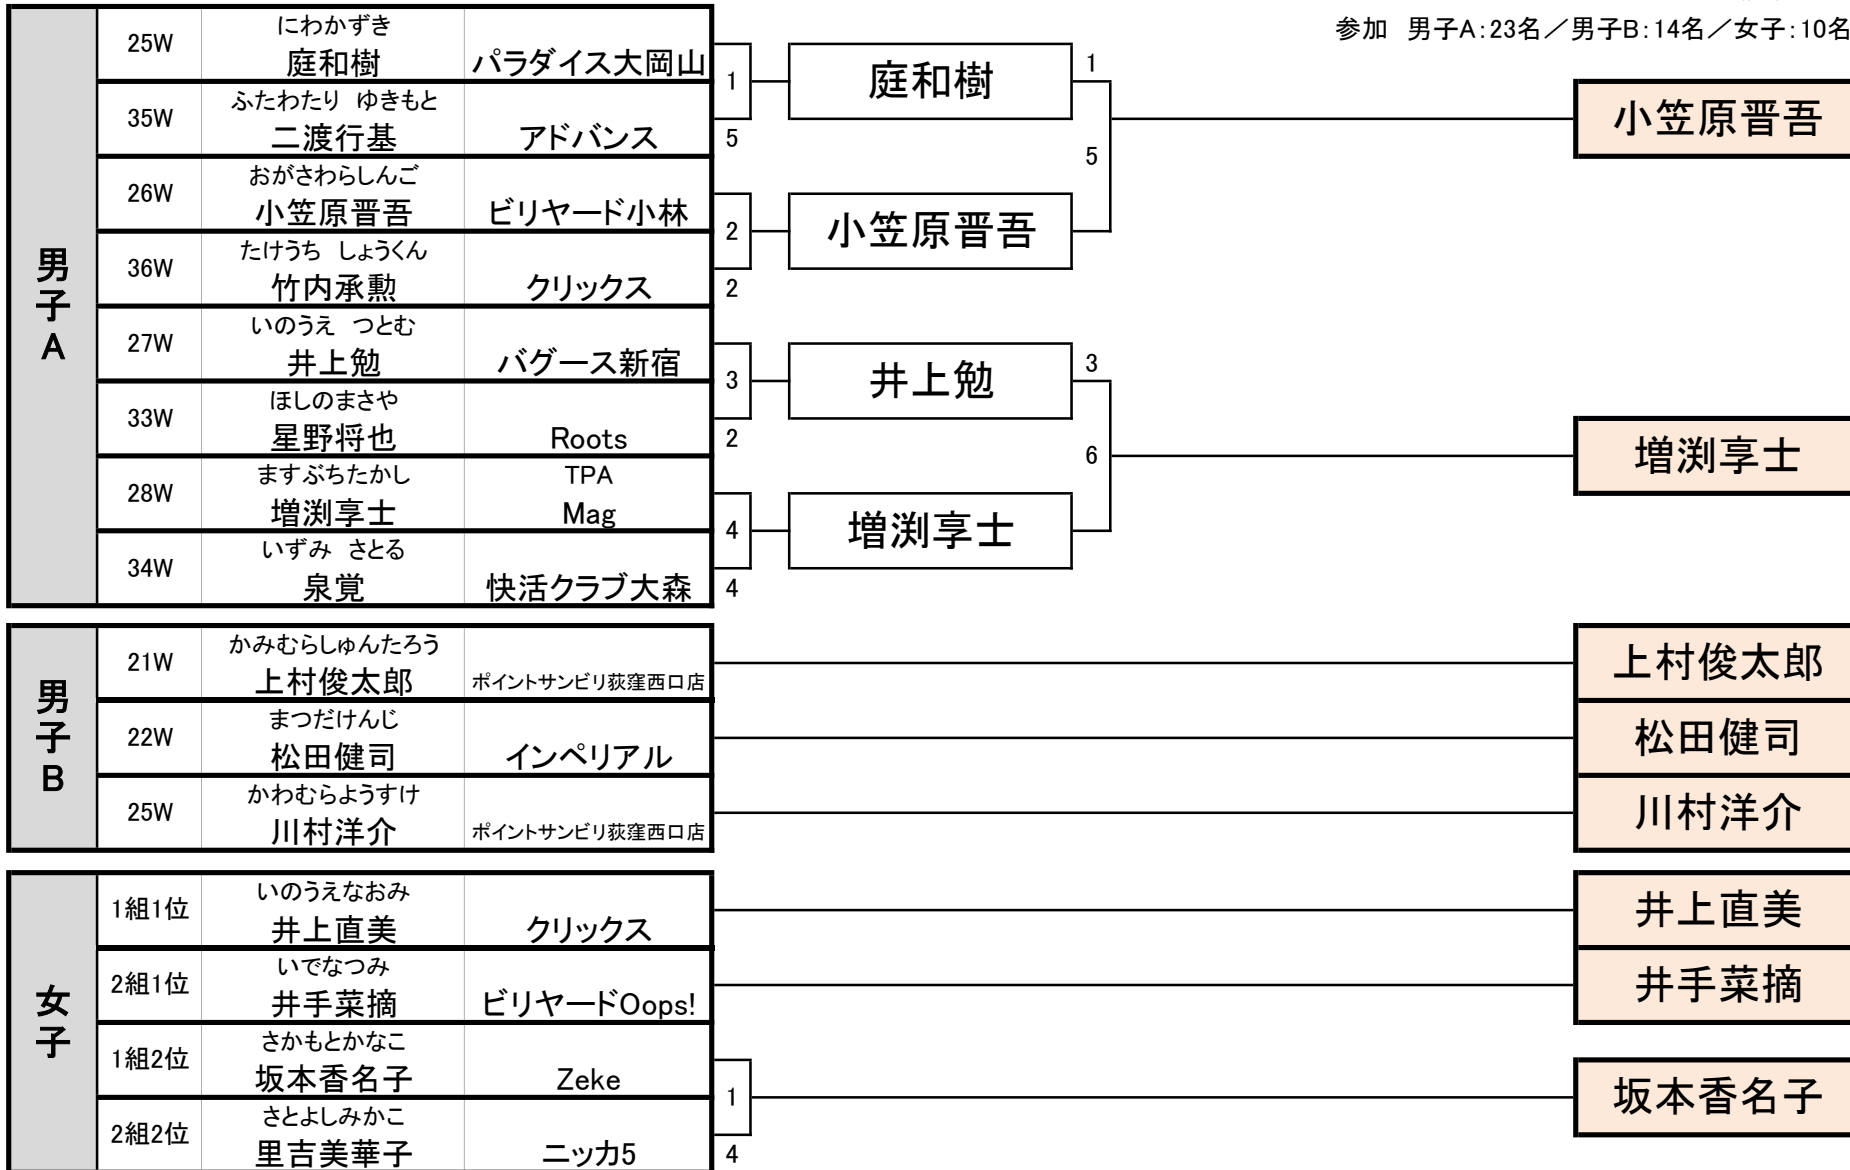 参加　男子A:23名／男子B:14名／女子:10名
男子A
25W
にわかずき
庭和樹
パラダイス大岡山
35W
ふたわたり ゆきもと
二渡行基
アドバンス
26W
おがさわらしんご
小笠原晋吾
ビリヤード小林
36W
たけうち しょうくん
竹内承勲
クリックス
27W
いのうえ つとむ
井上勉
バグース新宿
33W
ほしのまさや
星野将也
Roots
28W
ますぶちたかし
増渕享士
TPA
Mag
34W
いずみ さとる
泉覚
快活クラブ大森
1
5
2
2
3
2
4
4
庭和樹
小笠原晋吾
井上勉
増渕享士
1
5
3
6
小笠原晋吾
増渕享士
男子B
21W
かみむらしゅんたろう
上村俊太郎
ポイントサンビリ荻窪西口店
上村俊太郎
22W
まつだけんじ
松田健司
インペリアル
松田健司
25W
かわむらようすけ
川村洋介
ポイントサンビリ荻窪西口店
川村洋介
女子
1組1位
いのうえなおみ
井上直美
クリックス
井上直美
2組1位
いでなつみ
井手菜摘
ビリヤードOops!
井手菜摘
1組2位
さかもとかなこ
坂本香名子
Zeke
2組2位
さとよしみかこ
里吉美華子
ニッカ5
1
4
坂本香名子